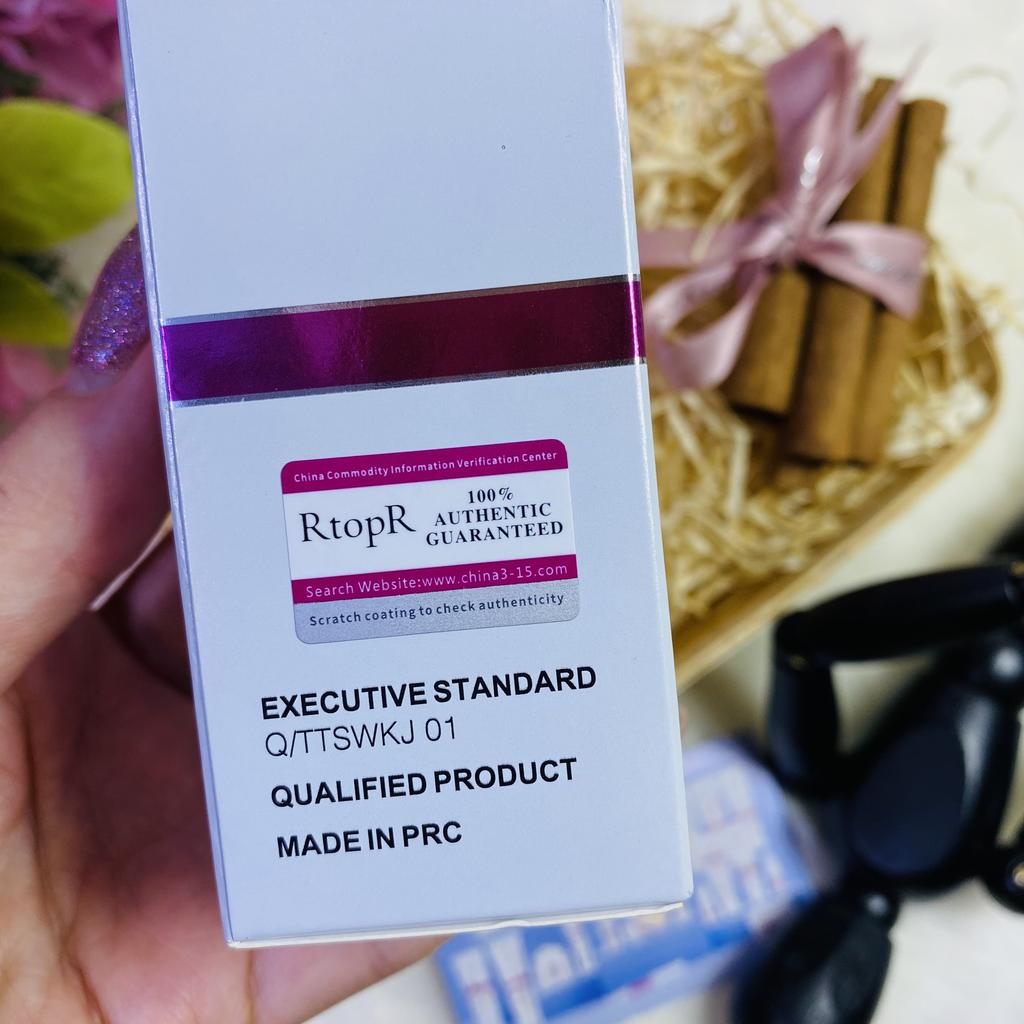 China Commodity Information Verification Center
RtopR
100%
AUTHENTIC
GUARANTEED
Search Website:www.china3-15.com
Scratch coating to check authenticity
EXECUTIVE STANDARD
Q/TTSWKJ 01
QUALIFIED PRODUCT
MADE IN PRC